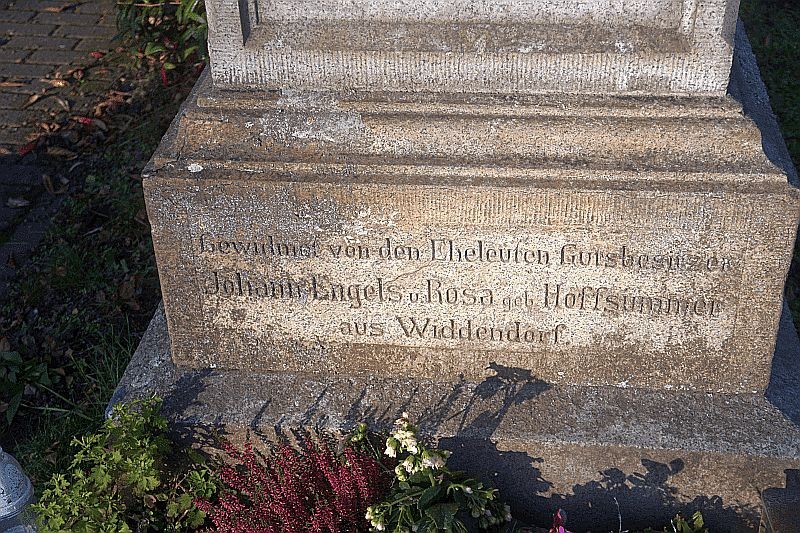 Gewidmet von den Eheleuten Gutsbesitzer
Johann Engels u. Rosa geb. Hoffsümmer
aus Widdendorf.